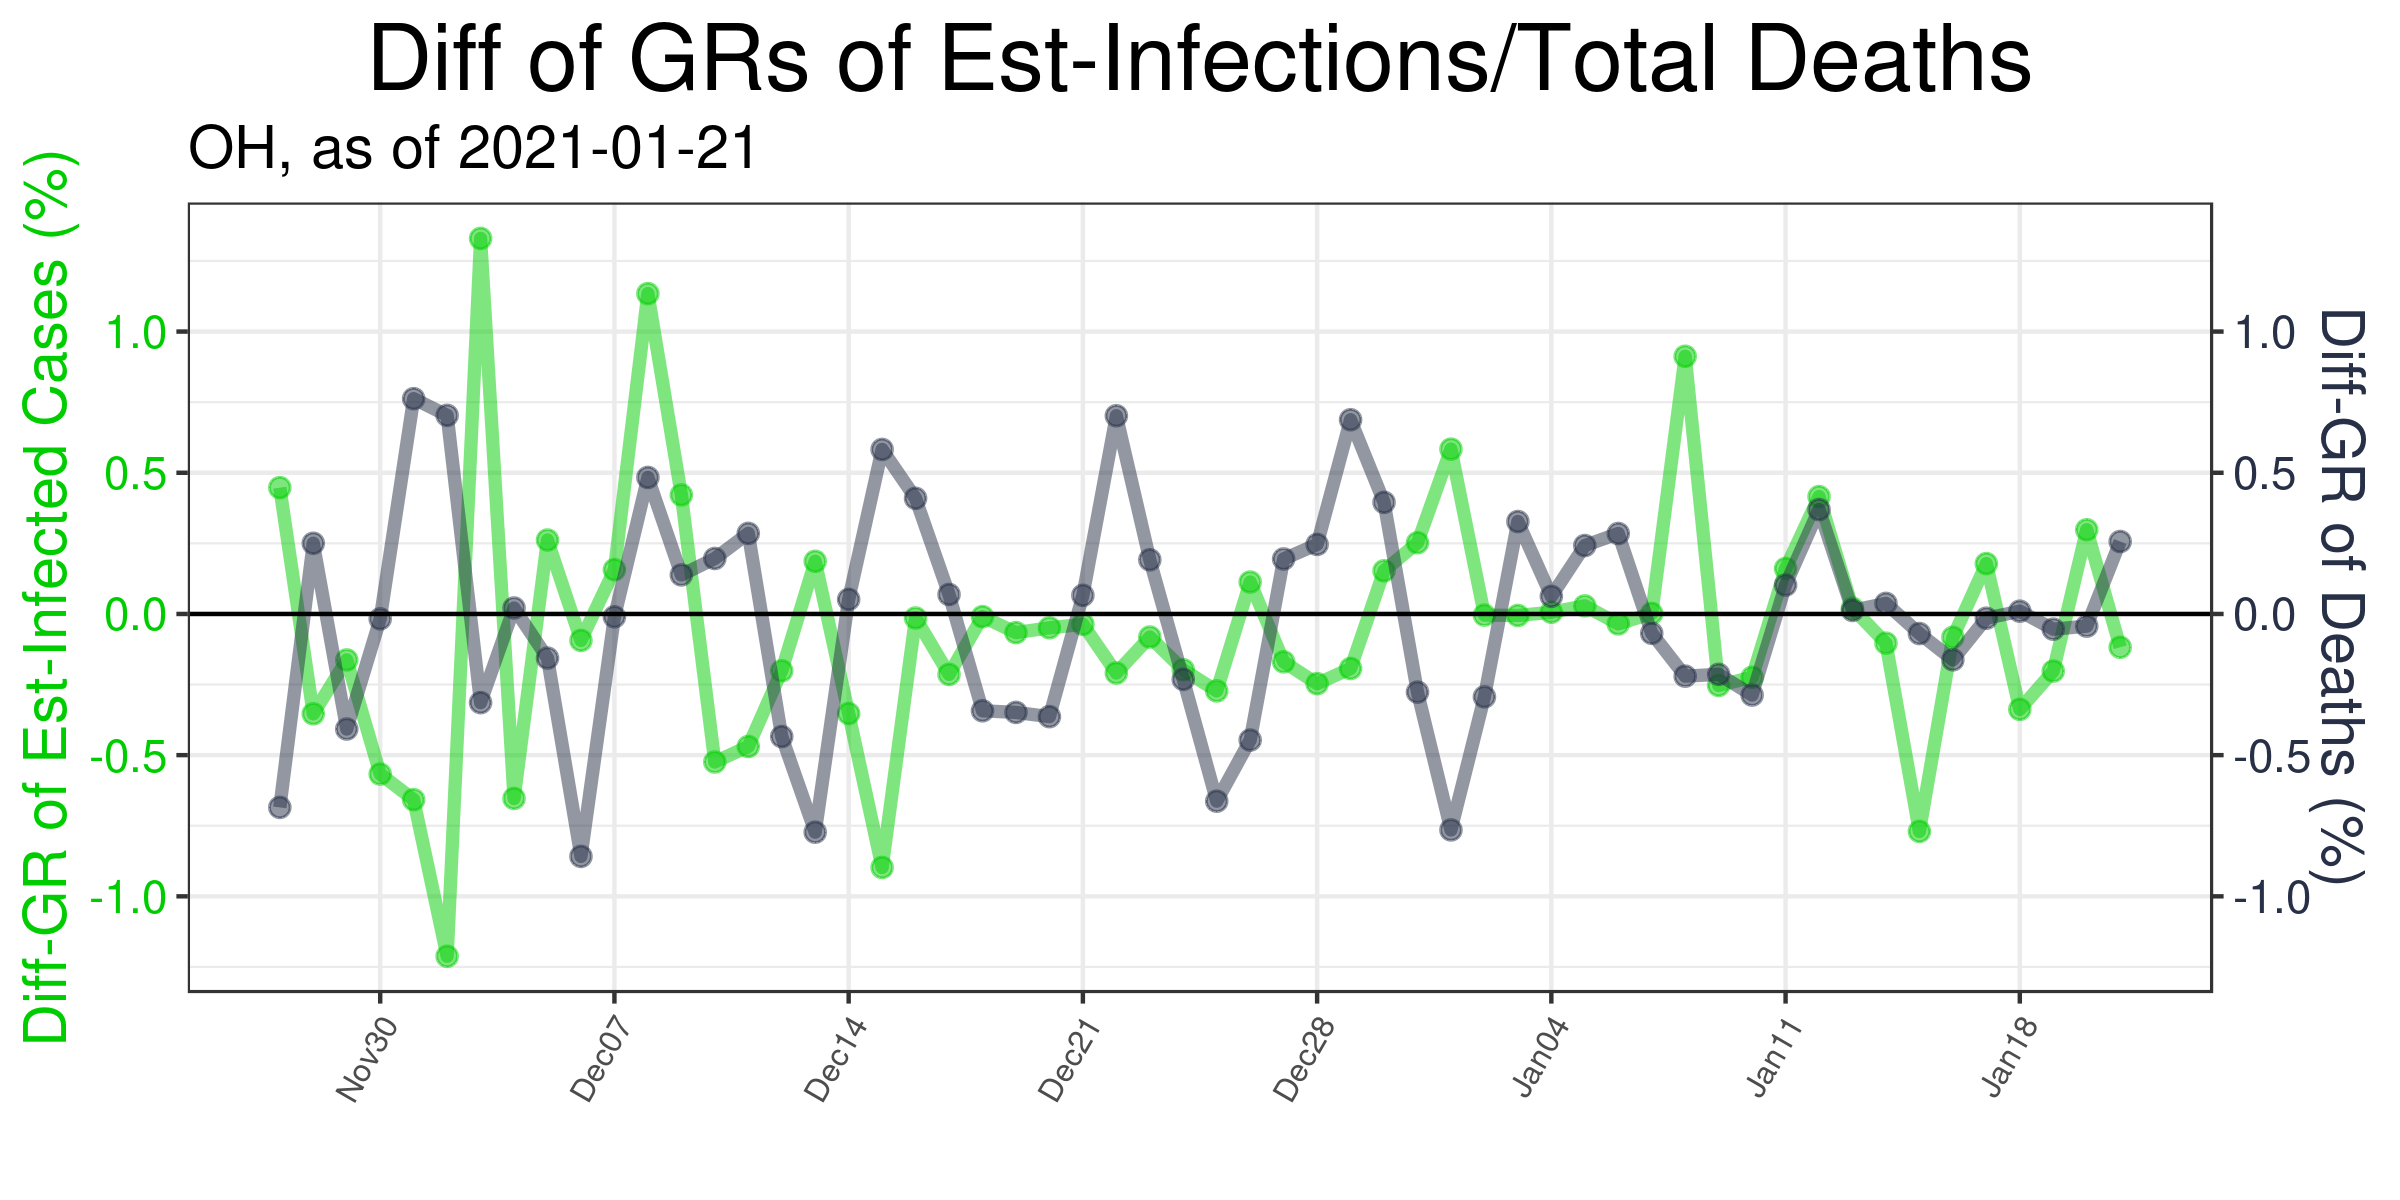 Diff of GRs of Est-Infections/Total Deaths
OH, as of 2021-01-21
Diff-GR of Est-Infected Cases (%)
1.0
0.5
0.0
-0.5
-1.0
1.0
0.5
0.0
-0.5
-1.0
Diff-GR of Deaths (%)
Nov30
Dec07
Dec14
Dec21
Dec28
Jan04
Jan11
Jan18